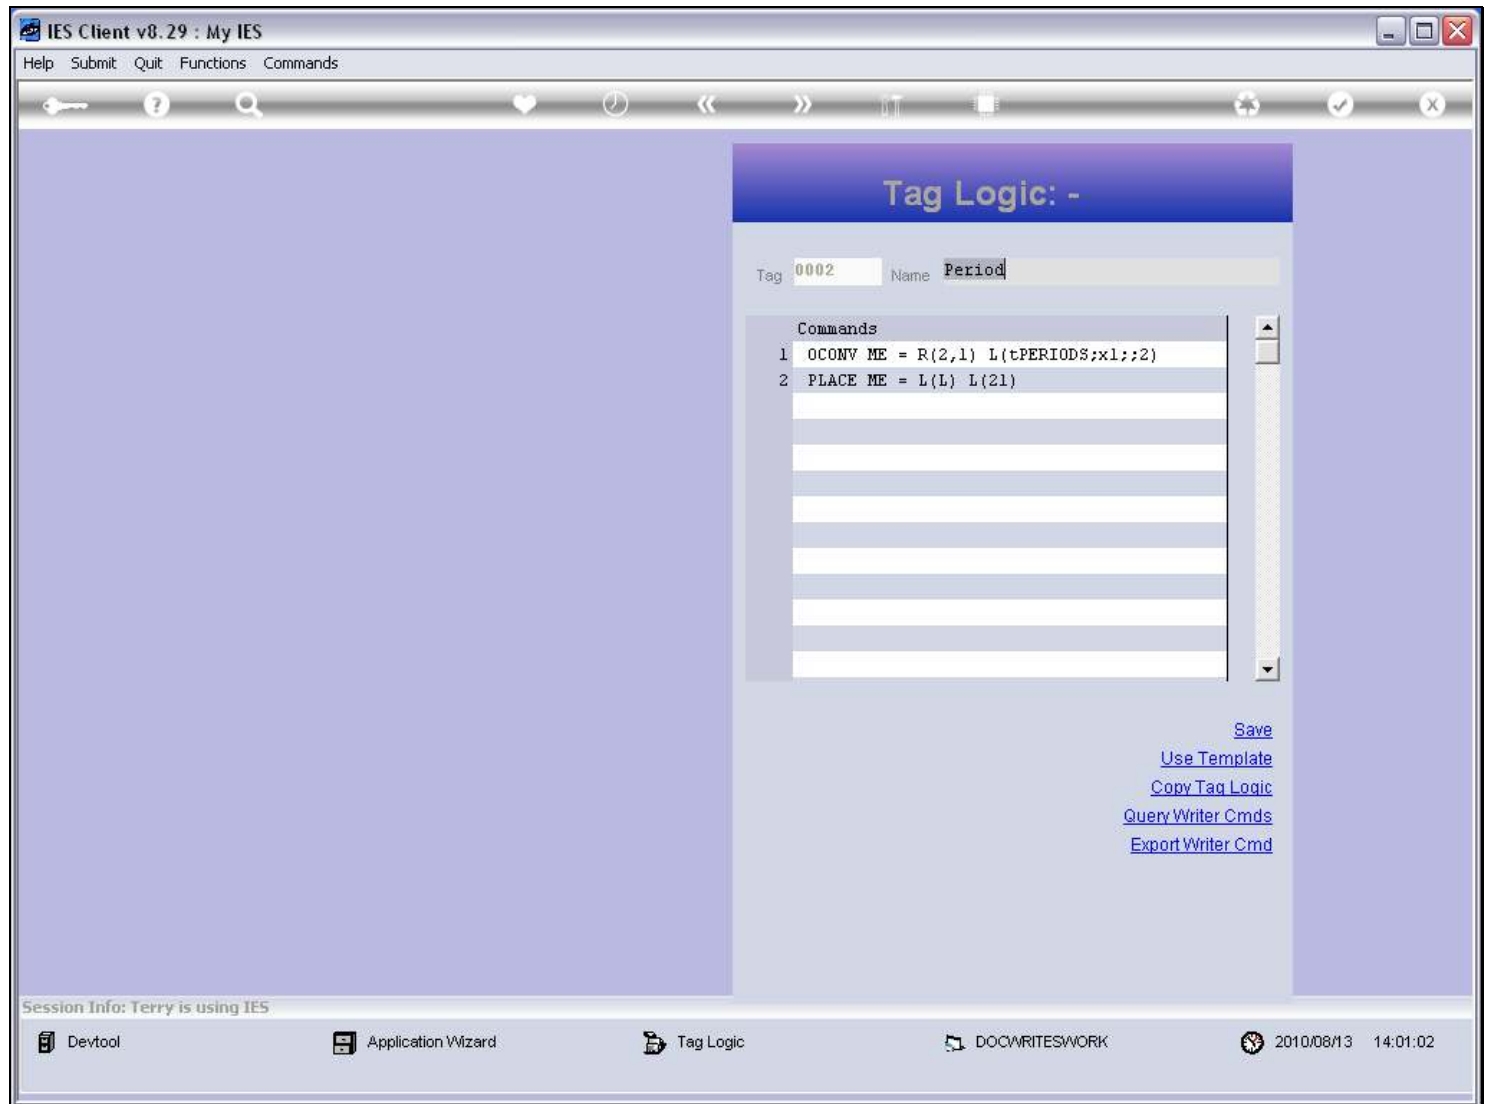 IES Client v8.29 : My IES
Help Submit Quit Functions Commands
Tag Logic: -
Tag 0002 Name Period
Commands
1 OCONV ME = R(2,1) L(tPERIODS;x1;;2)
2 PLACE ME = L(L) L(21)
Save
Use Template
Copy Tag Logic
Query Writer Cmds
Export Writer Cmd
Session Info: Terry is using IES
Devtool Application Wizard Tag Logic DOCWRITESWORK 2010/08/13 14:01:02